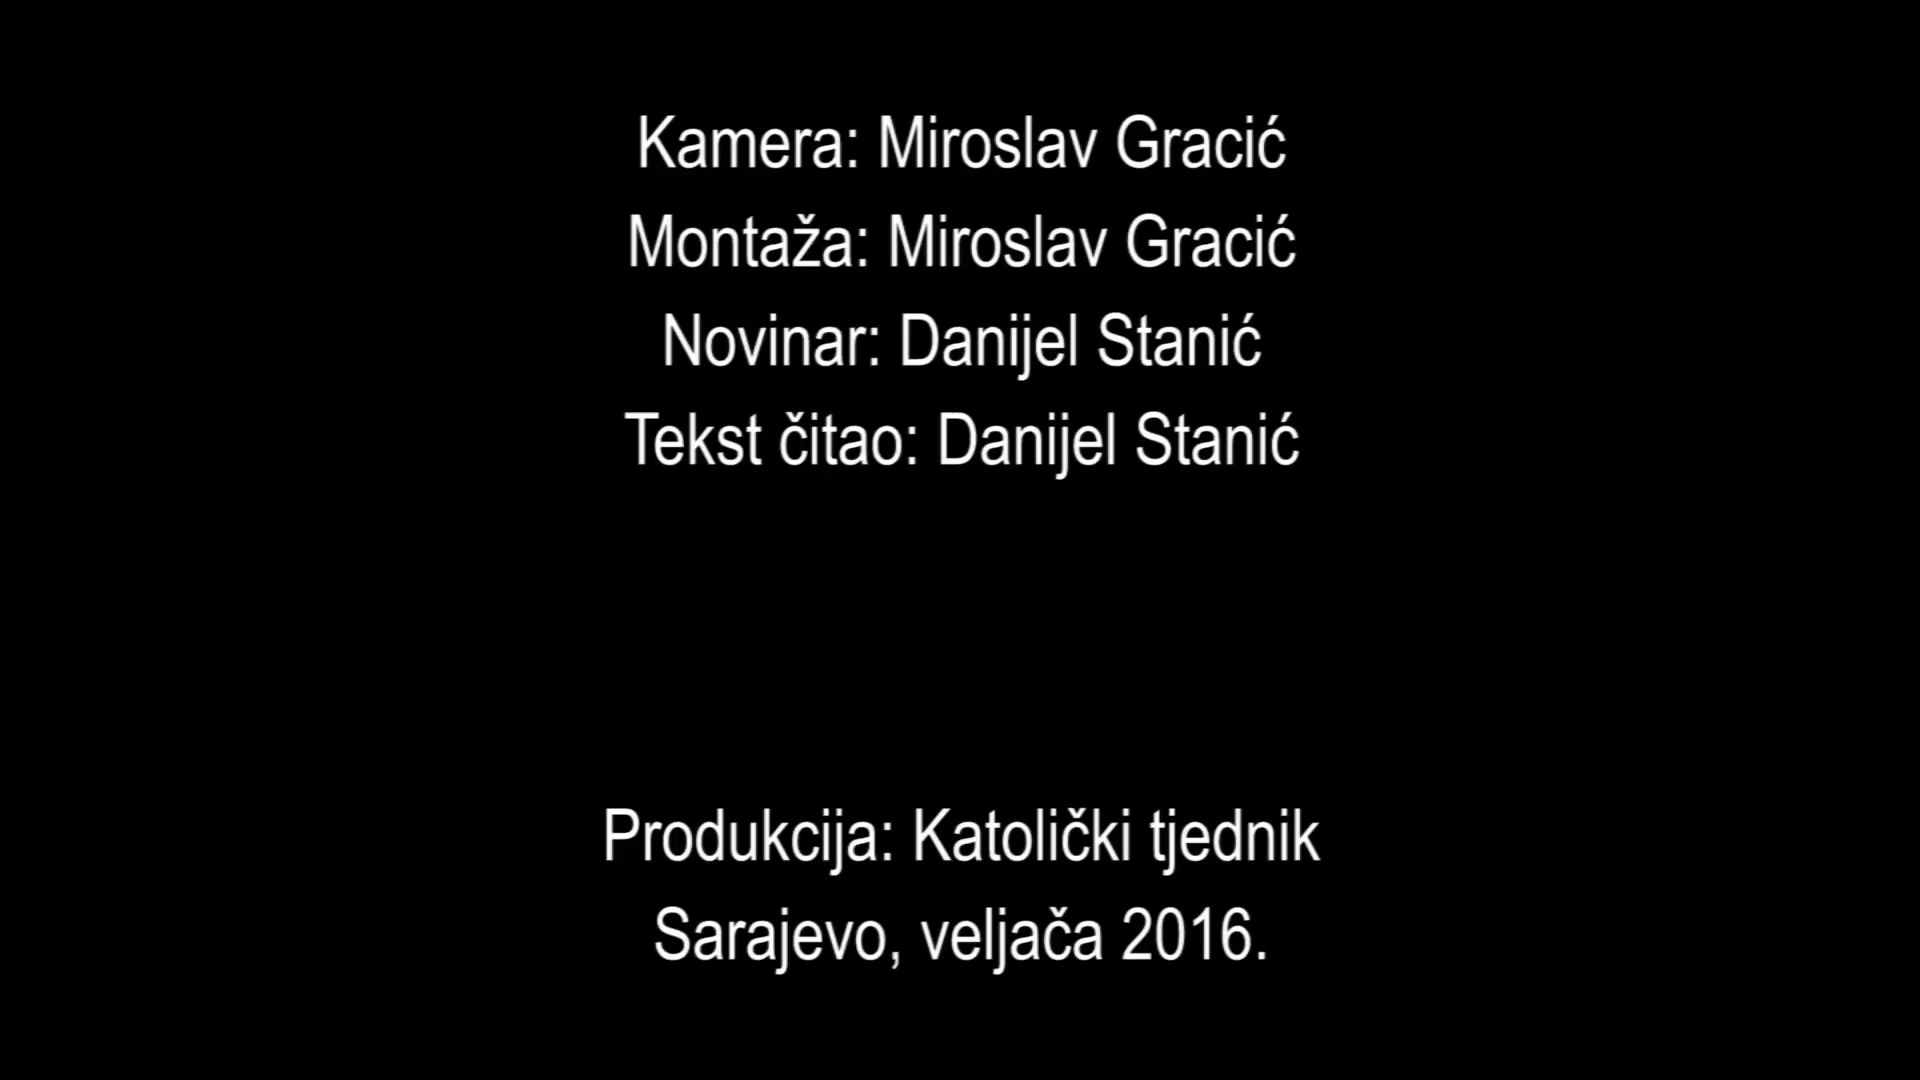 Kamera: Miroslav Gracić
Montaža: Miroslav Gracić
Novinar: Danijel Stanić
Tekst čitao: Danijel Stanić
Produkcija: Katolički tjednik
Sarajevo, veljača 2016.